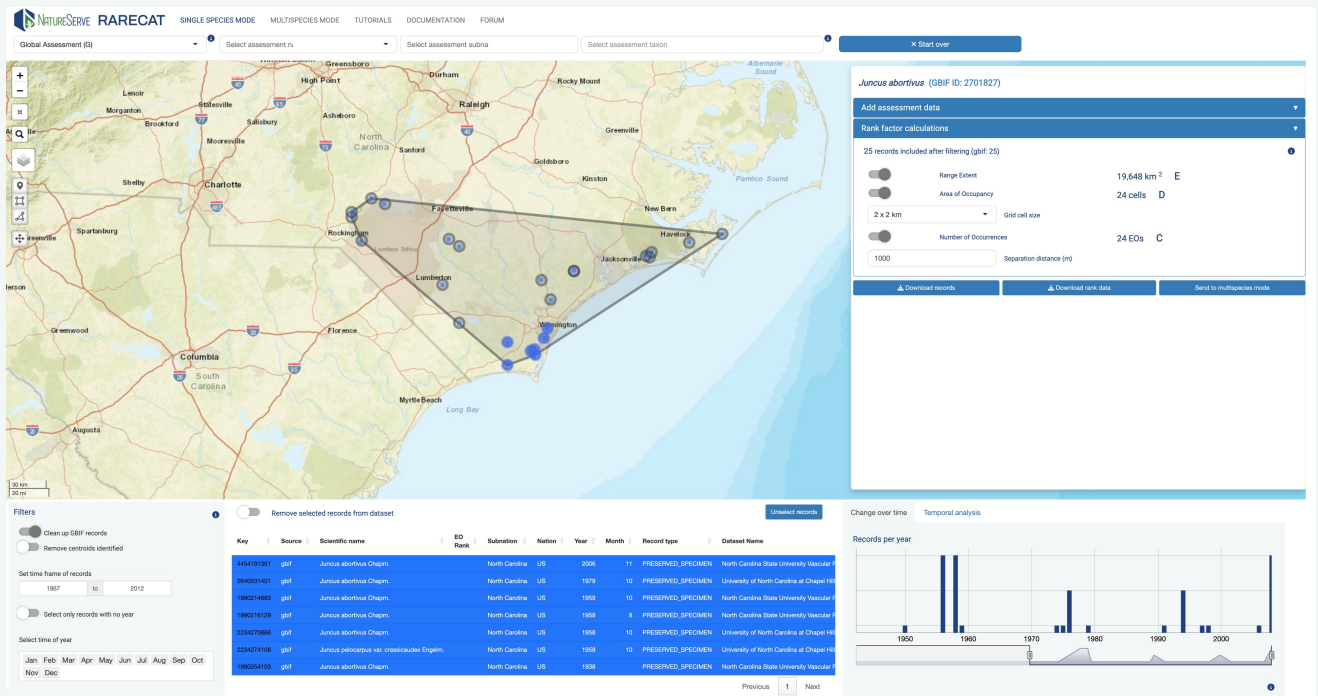 NATURESERVE RARECAT SINGLE SPECIES MODE MULTISPECIES MODE TUTORIALS DOCUMENTATION FORUM
Global Assessment (G) Select assessment na Select assessment subna Select assessment taxon × Start over
Greensboro
High Point
Durham
Rocky Mount
Albemarle
Sound
Lenoir
Statesville
Raleigh
Morganton
Brookford
Salisbury
Asheboro
Greenville
Mooresville
North
Carolina
Sanford
Goldsboro
Shelby
Charlotte
Kinston
Pamlico Sound
Fayetteville
New Bern
Spartanburg
Rockingham
Havelock
Lumbee Sdtsa
Jacksonville
Lumberton
Greenwood
Florence
Wilmington
Columbia
South
Carolina
Myrtle Beach
Long Bay
Augusta
30 km
20 mi
Juncus abortivus (GBIF ID: 2701827)
Add assessment data
Rank factor calculations
25 records included after filtering (gbif: 25)
Range Extent 19,648 km 2 E
Area of Occupancy 24 cells D
2 x 2 km Grid cell size
Number of Occurrences 24 EOs C
1000 Separation distance (m)
Download records Download rank data Send to multispecies mode
Filters
Clean up GBIF records
Remove centroids identified
Set time frame of records
1867 to 2012
Select only records with no year
Select time of year
Jan Feb Mar Apr May Jun Jul Aug Sep Oct
Nov Dec
Remove selected records from dataset Unselect records
Key Source Scientific name EO Rank Subnation Nation Year Month Record type Dataset Name
4454191381 gbif Juncus abortivus Chapm. North Carolina US 2006 11 PRESERVED_SPECIMEN North Carolina State University Vascular P
2640531401 gbif Juncus abortivus Chapm. North Carolina US 1979 10 PRESERVED_SPECIMEN University of North Carolina at Chapel Hill
1990214683 gbif Juncus abortivus Chapm. North Carolina US 1959 10 PRESERVED_SPECIMEN North Carolina State University Vascular P
1990216129 gbif Juncus abortivus Chapm. North Carolina US 1958 8 PRESERVED_SPECIMEN North Carolina State University Vascular P
2234270866 gbif Juncus abortivus Chapm. North Carolina US 1958 10 PRESERVED_SPECIMEN University of North Carolina at Chapel Hill
2234274108 gbif Juncus pelocarpus var. crassicaudex Engelm. North Carolina US 1958 10 PRESERVED_SPECIMEN University of North Carolina at Chapel Hill
1990254103 gbif Juncus abortivus Chapm. North Carolina US 1938 PRESERVED_SPECIMEN North Carolina State University Vascular P
Previous 1 Next
Change over time Temporal analysis
Records per year
1950 1960 1970 1980 1990 2000